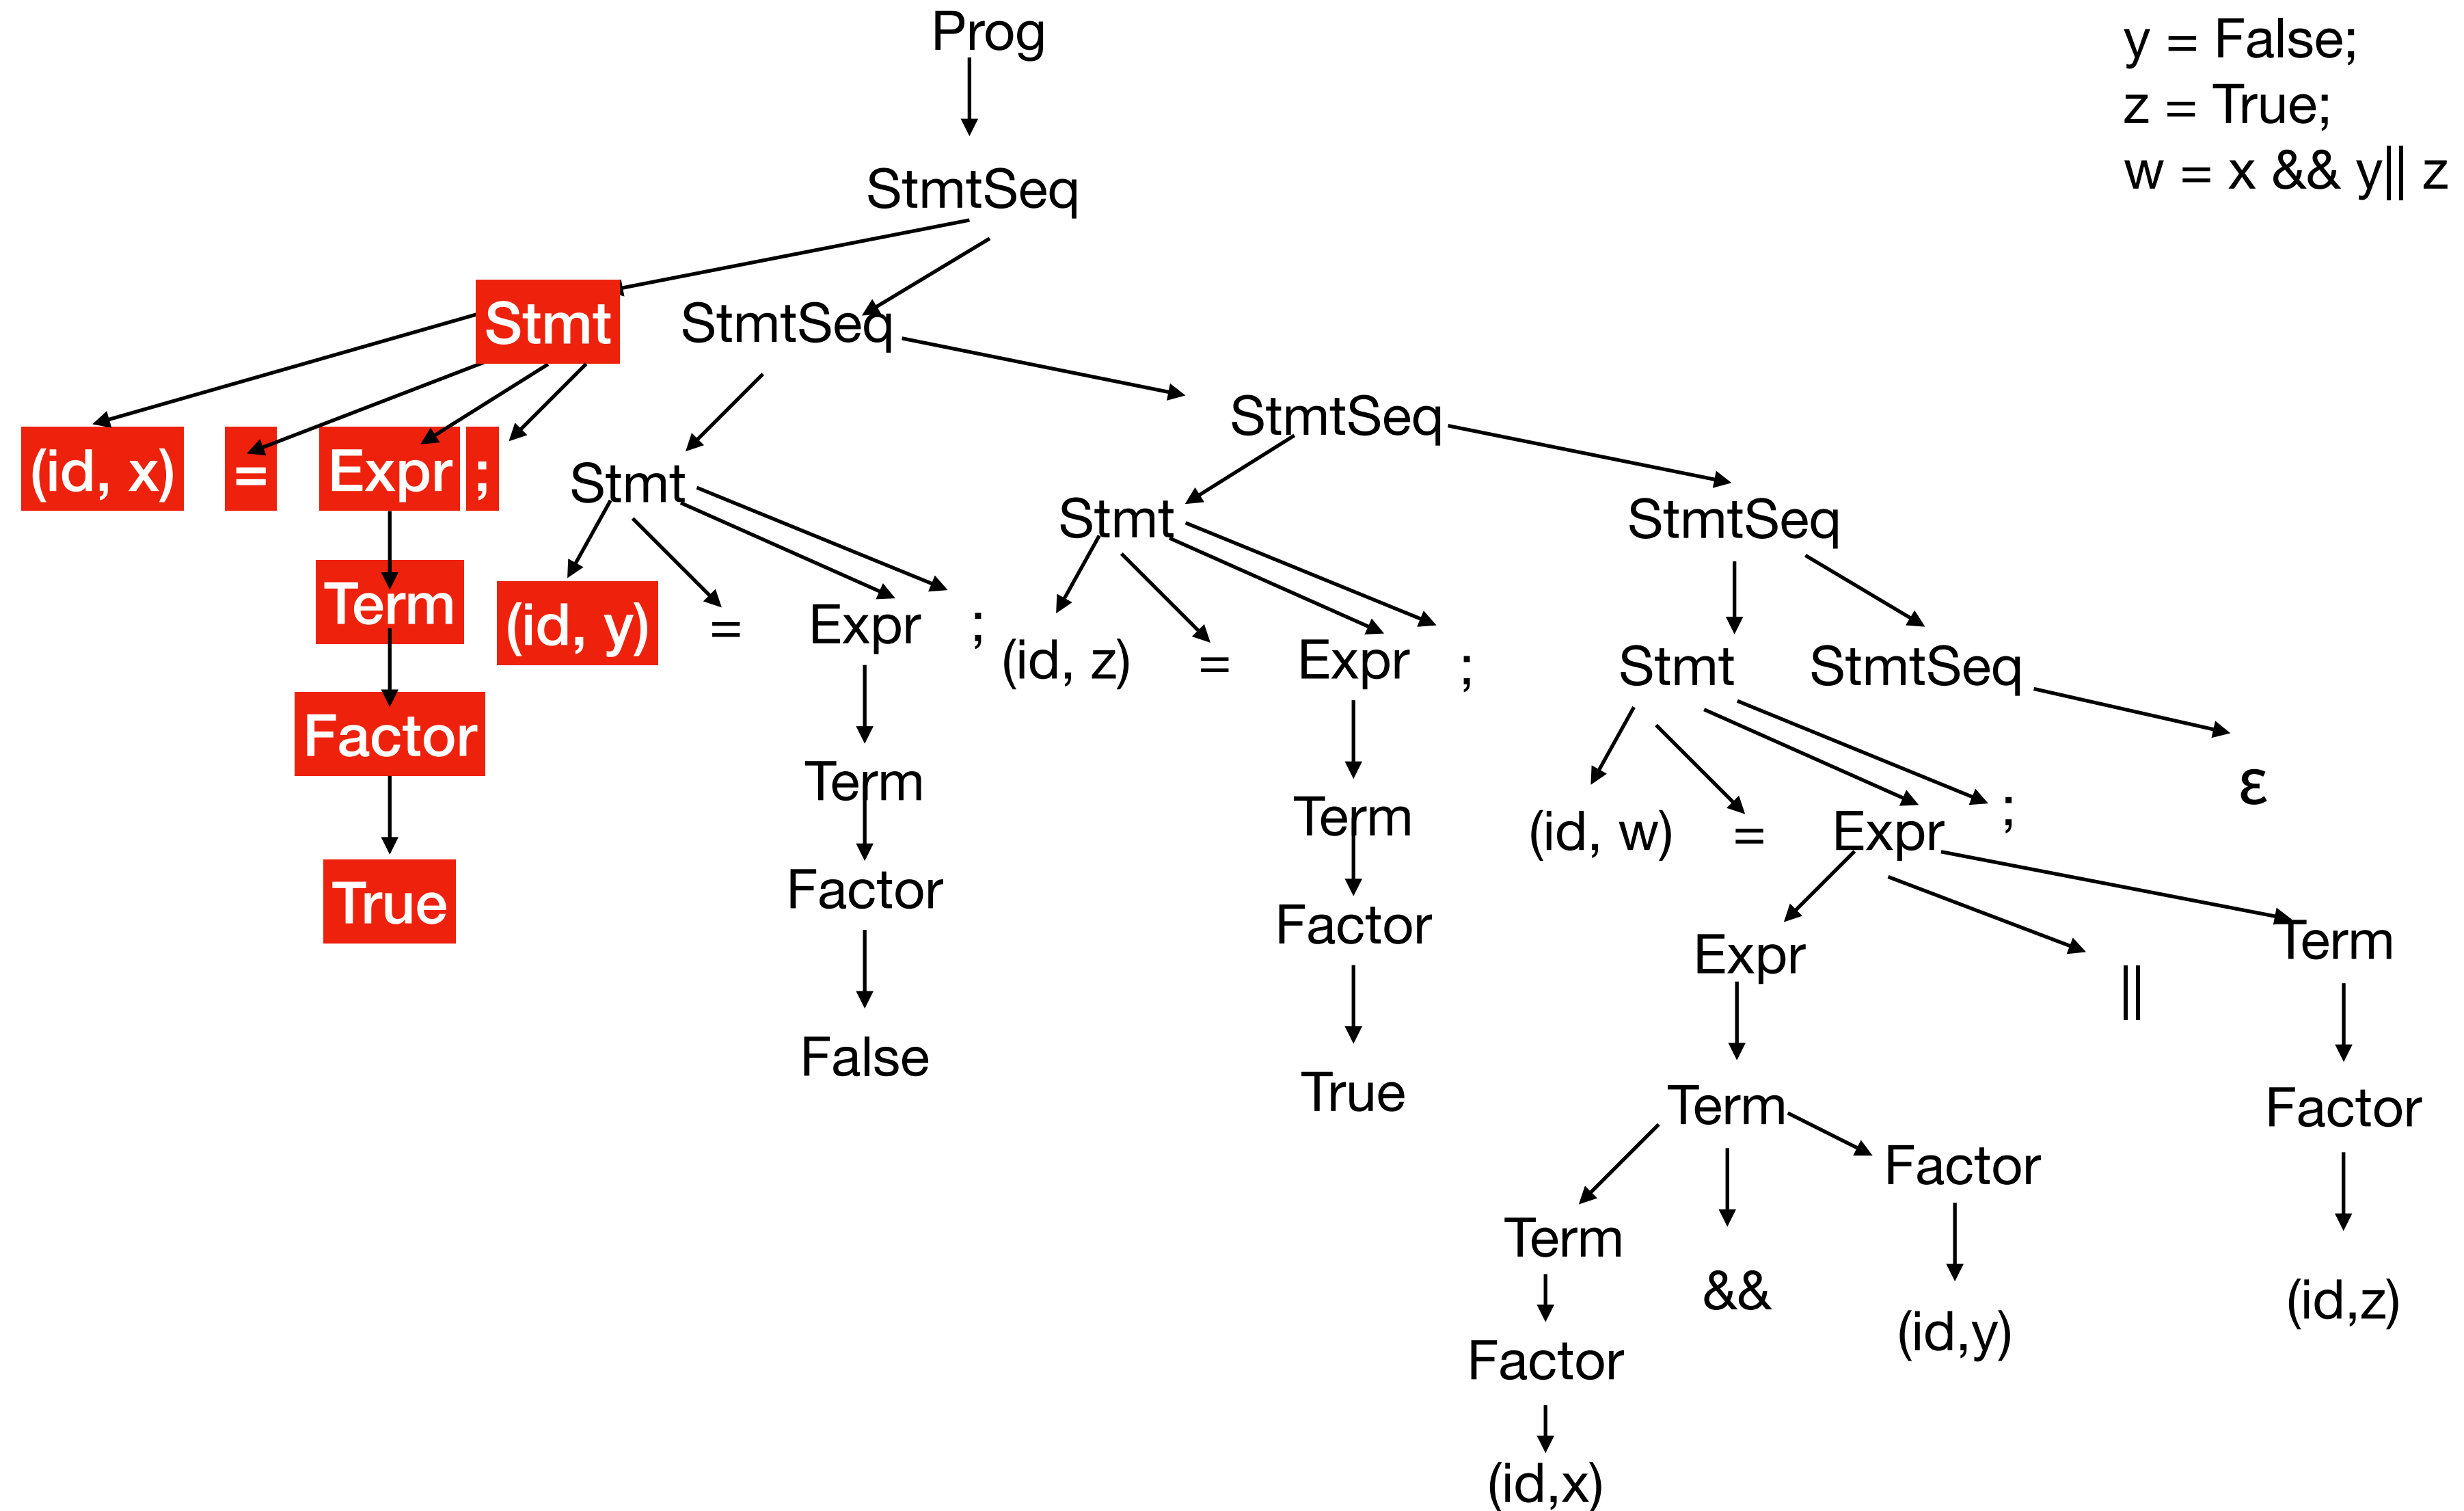 Prog
y = False;
z = True;
w = x && y|| z
StmtSeq
Stmt StmtSeq
StmtSeq
(id, x) = Expr ;
Stmt Stmt StmtSeq
Term (id, y) = Expr ; (id, z) = Expr ; Stmt StmtSeq
Factor Term Term (id, w) = Expr ; ε
True Factor Factor Expr || Term
False True Term Factor Factor
Term && (id,y) (id,z)
Factor
(id,x)